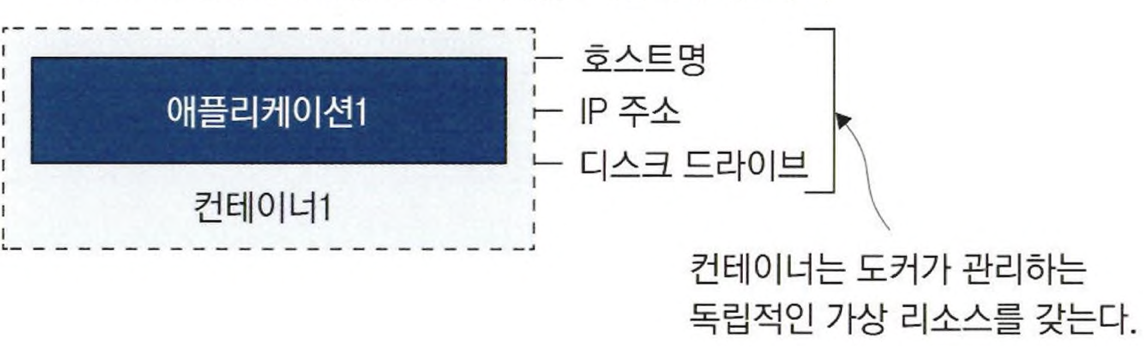 애플리케이션1
컨테이너1
호스트명
IP 주소
디스크 드라이브
컨테이너는 도커가 관리하는
독립적인 가상 리소스를 갖는다.